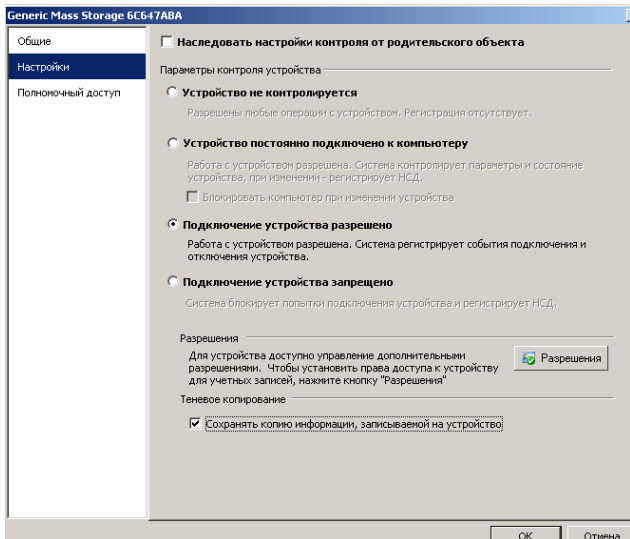 Generic Mass Storage 6C647ABA
Общие
Настройки
Полномочный доступ
Наследовать настройки контроля от родительского объекта
Параметры контроля устройства
Устройство не контролируется
Разрешены любые операции с устройством. Регистрация отсутствует.
Устройство постоянно подключено к компьютеру
Работа с устройством разрешена. Система контролирует параметры и состояние
устройства, при изменении - регистрирует НСД.
Блокировать компьютер при изменении устройства
Подключение устройства разрешено
Работа с устройством разрешена. Система регистрирует события подключения и
отключения устройства.
Подключение устройства запрещено
Система блокирует попытки подключения устройства и регистрирует НСД.
Разрешения
Для устройства доступно управление дополнительными
разрешениями. Чтобы установить права доступа к устройству
для учетных записей, нажмите кнопку "Разрешения"
Разрешения
Теневое копирование
Сохранять копию информации, записываемой на устройство
OK
Отмена